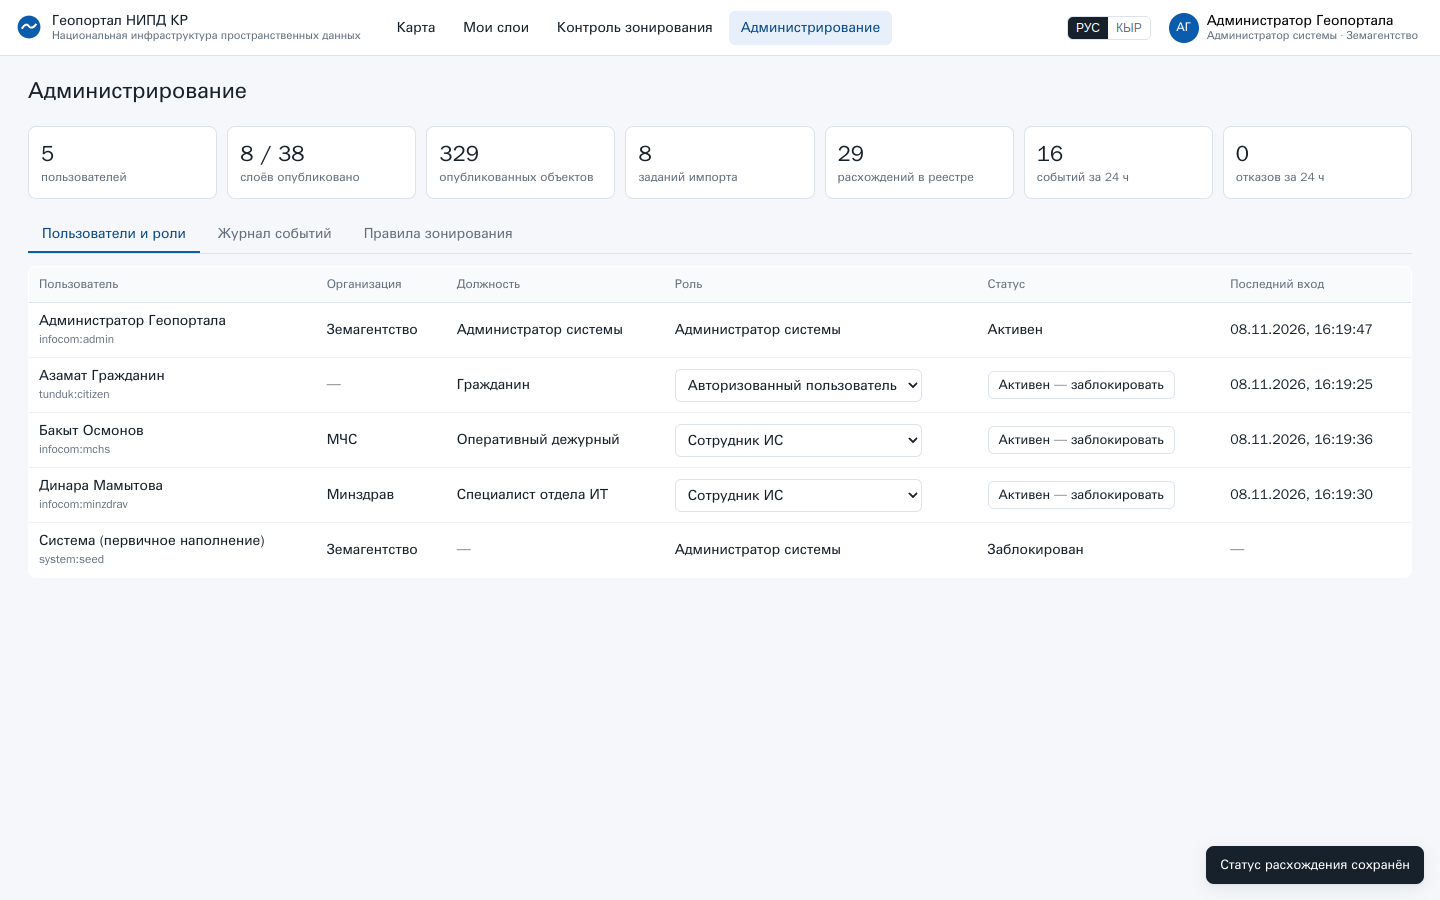 Геопортал НИПД КР
Национальная инфраструктура пространственных данных
Карта
Мои слои
Контроль зонирования
Администрирование
РУС
КЫР
АГ
Администратор Геопортала
Администратор системы · Земагентство
Администрирование
5
пользователей
8 / 38
слоёв опубликовано
329
опубликованных объектов
8
заданий импорта
29
расхождений в реестре
16
событий за 24 ч
0
отказов за 24 ч
Пользователи и роли
Журнал событий
Правила зонирования
Пользователь Организация Должность Роль Статус Последний вход
Администратор Геопортала
infocom:admin
Земагентство Администратор системы Администратор системы Активен 08.11.2026, 16:19:47
Азамат Гражданин
tunduk:citizen
— Гражданин Авторизованный пользователь Активен — заблокировать 08.11.2026, 16:19:25
Бакыт Осмонов
infocom:mchs
МЧС Оперативный дежурный Сотрудник ИС Активен — заблокировать 08.11.2026, 16:19:36
Динара Мамытова
infocom:minzdrav
Минздрав Специалист отдела ИТ Сотрудник ИС Активен — заблокировать 08.11.2026, 16:19:30
Система (первичное наполнение)
system:seed
Земагентство — Администратор системы Заблокирован —
Статус расхождения сохранён